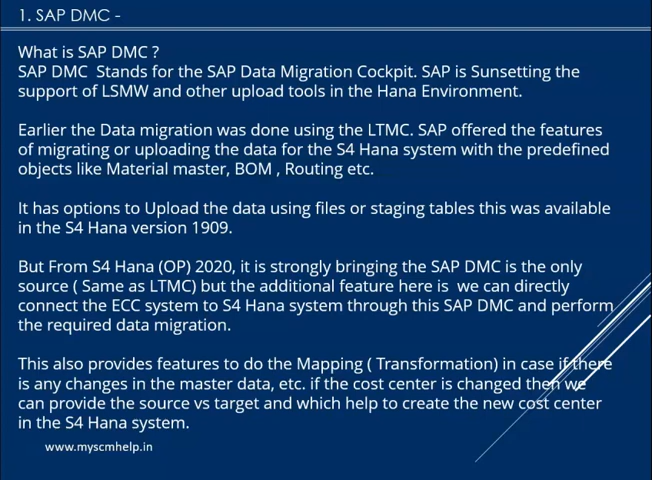 1. SAP DMC -
What is SAP DMC ?
SAP DMC Stands for the SAP Data Migration Cockpit. SAP is Sunsetting the
support of LSMW and other upload tools in the Hana Environment.
Earlier the Data migration was done using the LTMC. SAP offered the features
of migrating or uploading the data for the S4 Hana system with the predefined
objects like Material master, BOM , Routing etc.
It has options to Upload the data using files or staging tables this was available
in the S4 Hana version 1909.
But From S4 Hana (OP) 2020, it is strongly bringing the SAP DMC is the only
source ( Same as LTMC) but the additional feature here is we can directly
connect the ECC system to S4 Hana system through this SAP DMC and perform
the required data migration.
This also provides features to do the Mapping ( Transformation) in case if there
is any changes in the master data, etc. if the cost center is changed then we
can provide the source vs target and which help to create the new cost center
in the S4 Hana system.
www.myscmhelp.in